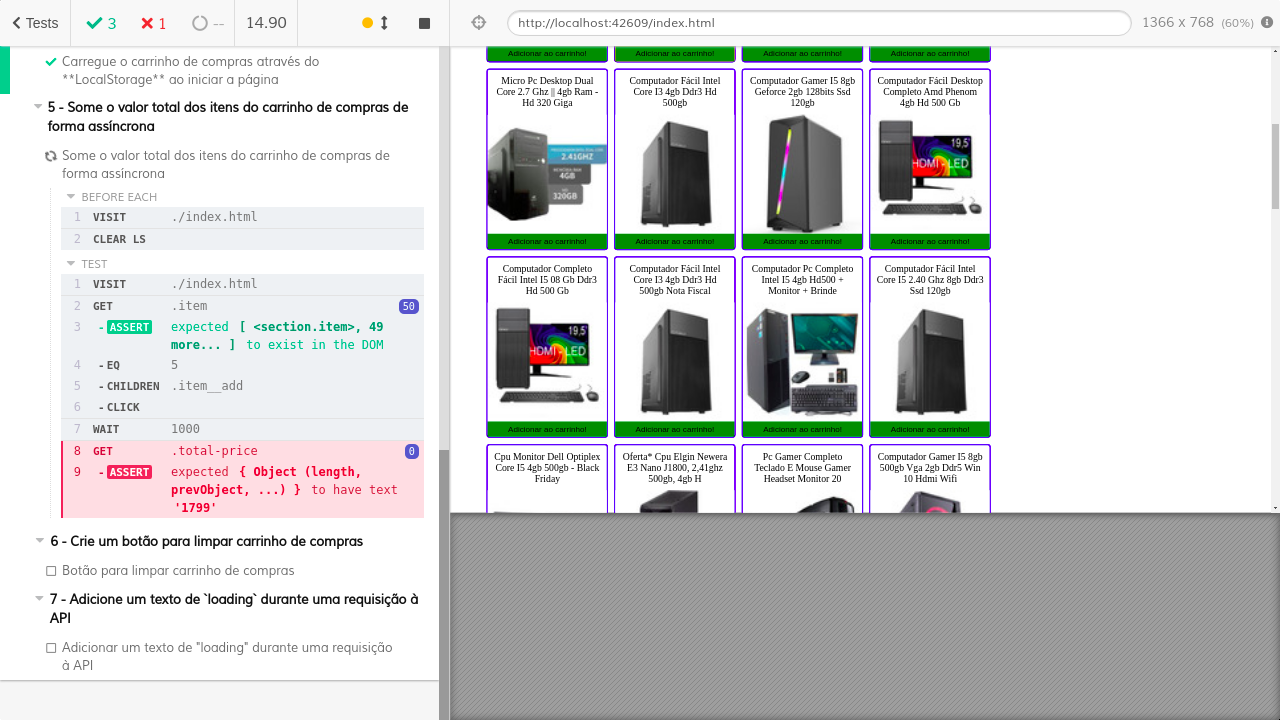 Tests
3
1
--
14.90
http://localhost:42609/index.html
1366 x 768 (60%)
Carregue o carrinho de compras através do
**LocalStorage** ao iniciar a página
5 - Some o valor total dos itens do carrinho de compras de
forma assíncrona
Some o valor total dos itens do carrinho de compras de
forma assíncrona
BEFORE EACH
1 VISIT ./index.html
2 CLEAR LS
TEST
1 VISIT ./index.html
2 GET .item 50
3 -ASSERT expected [ <section.item>, 49
more... ] to exist in the DOM
4 -EQ 5
5 -CHILDREN .item__add
6 -CLICK
7 WAIT 1000
8 GET .total-price 0
9 -ASSERT expected { Object (length,
prevObject, ...) } to have text
'1799'
6 - Crie um botão para limpar carrinho de compras
Botão para limpar carrinho de compras
7 - Adicione um texto de `loading` durante uma requisição à
API
Adicionar um texto de "loading" durante uma requisição
à API
Adicionar ao carrinho! Adicionar ao carrinho! Adicionar ao carrinho! Adicionar ao carrinho!
Micro Pc Desktop Dual
Core 2.7 Ghz || 4gb Ram -
Hd 320 Giga
2.41GHZ
4GB
320GB
Adicionar ao carrinho!
Computador Fácil Intel
Core I3 4gb Ddr3 Hd
500gb
Adicionar ao carrinho!
Computador Gamer I5 8gb
Geforce 2gb 128bits Ssd
120gb
Adicionar ao carrinho!
Computador Fácil Desktop
Completo Amd Phenom
4gb Hd 500 Gb
19,5'
HDMI - LED
Adicionar ao carrinho!
Computador Completo
Fácil Intel I5 08 Gb Ddr3
Hd 500 Gb
19,5'
HDMI - LED
Adicionar ao carrinho!
Computador Fácil Intel
Core I3 4gb Ddr3 Hd
500gb Nota Fiscal
Adicionar ao carrinho!
Computador Pc Completo
Intel I5 4gb Hd500 +
Monitor + Brinde
Adicionar ao carrinho!
Computador Fácil Intel
Core I5 2.40 Ghz 8gb Ddr3
Ssd 120gb
Adicionar ao carrinho!
Cpu Monitor Dell Optiplex
Core I5 4gb 500gb - Black
Friday
Oferta* Cpu Elgin Newera
E3 Nano J1800, 2,41ghz
500gb, 4gb H
Pc Gamer Completo
Teclado E Mouse Gamer
Headset Monitor 20
Computador Gamer I5 8gb
500gb Vga 2gb Ddr5 Win
10 Hdmi Wifi